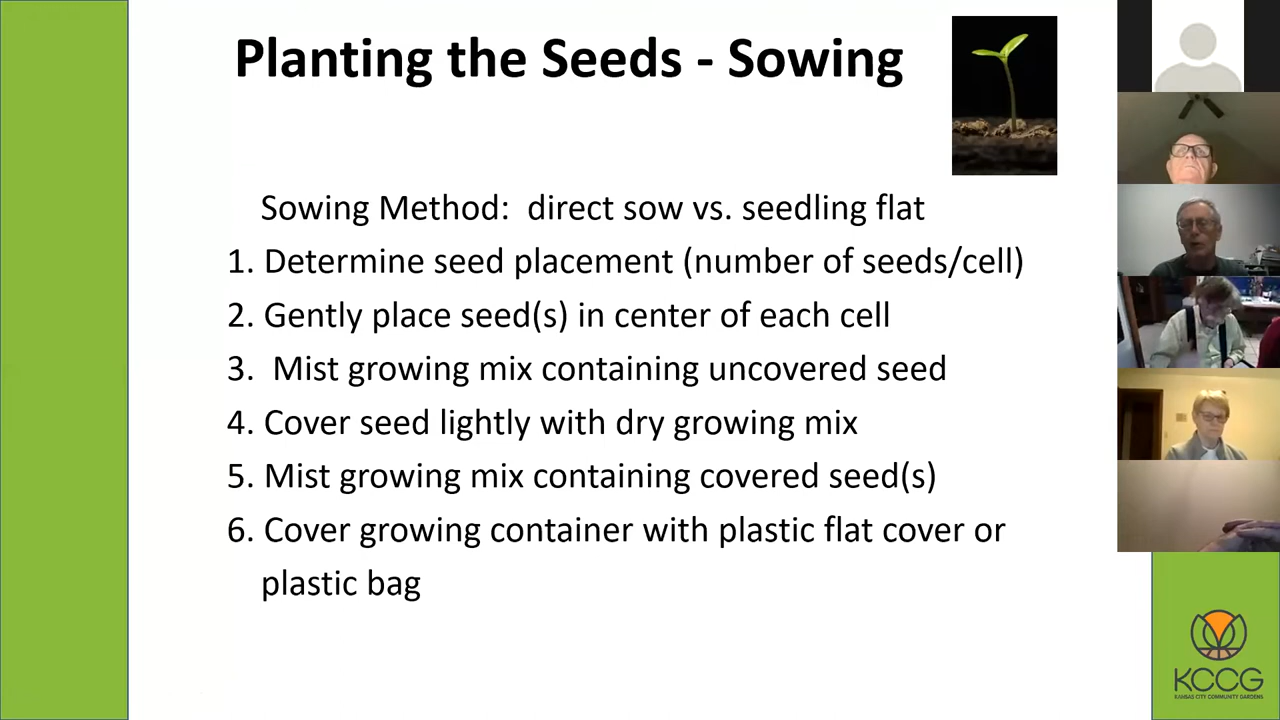 Planting the Seeds - Sowing
Sowing Method: direct sow vs. seedling flat
1. Determine seed placement (number of seeds/cell)
2. Gently place seed(s) in center of each cell
3. Mist growing mix containing uncovered seed
4. Cover seed lightly with dry growing mix
5. Mist growing mix containing covered seed(s)
6. Cover growing container with plastic flat cover or
plastic bag
KCCG
KANSAS CITY COMMUNITY GARDENS